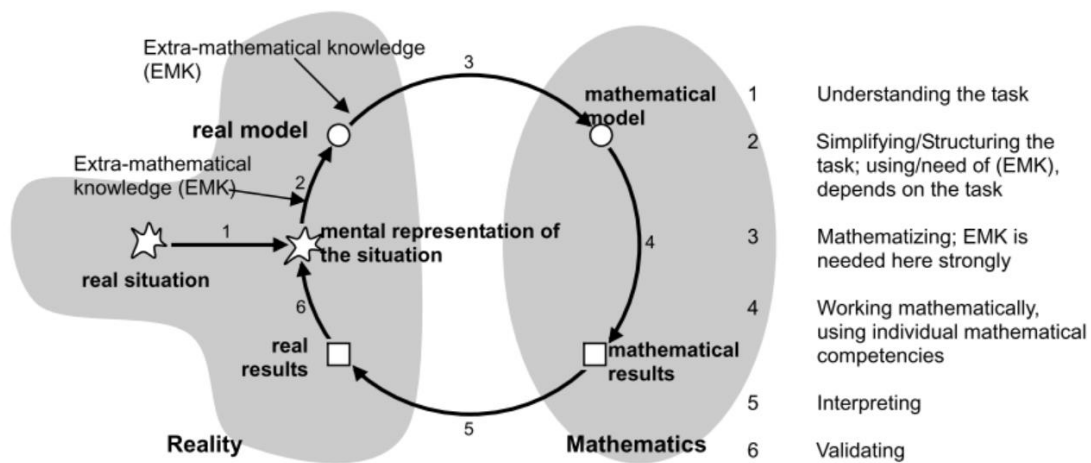 Extra-mathematical knowledge
(EMK)
3
real model
mathematical
model
Extra-mathematical
knowledge (EMK)
2
1
mental representation of
the situation
real situation
4
6
real
results
mathematical
results
5
Reality
Mathematics
1 Understanding the task
2 Simplifying/Structuring the
task; using/need of (EMK),
depends on the task
3 Mathematizing; EMK is
needed here strongly
4 Working mathematically,
using individual mathematical
competencies
5 Interpreting
6 Validating